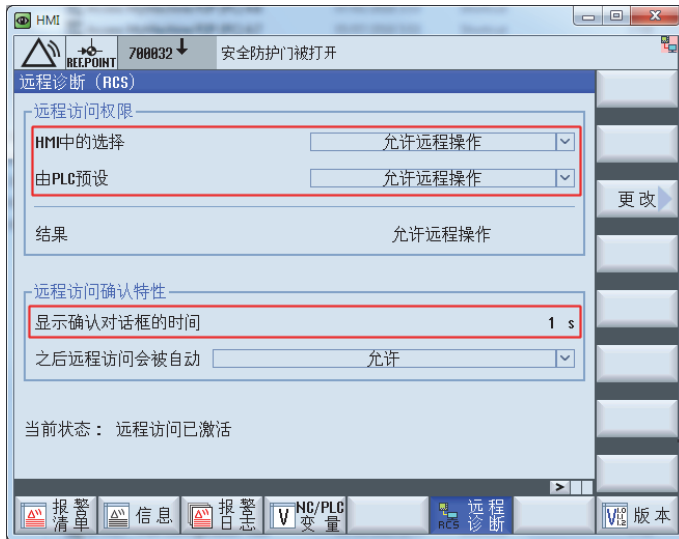 HMI
REF.POINT
700032 安全防护门被打开
远程诊断（RCS）
远程访问权限
HMI中的选择 允许远程操作
由PLC预设 允许远程操作
更改
结果 允许远程操作
远程访问确认特性
显示确认对话框的时间 1 s
之后远程访问会被自动 允许
当前状态： 远程访问已激活
报警清单
信息
报警日志
V NC/PLC变量
RCS 远程诊断
版本